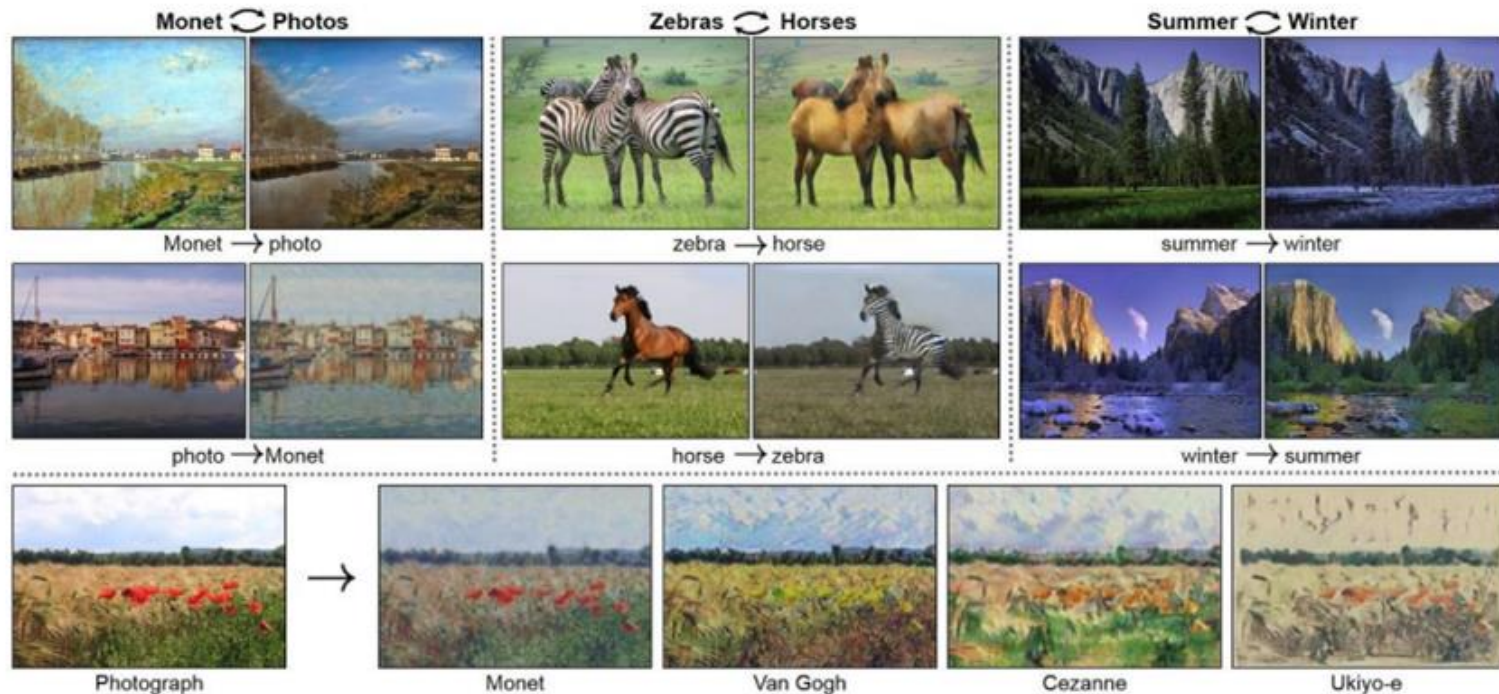 Monet Photos
Zebras Horses
Summer Winter
Monet → photo
zebra → horse
summer → winter
photo → Monet
horse → zebra
winter → summer
Photograph
→
Monet
Van Gogh
Cezanne
Ukiyo-e